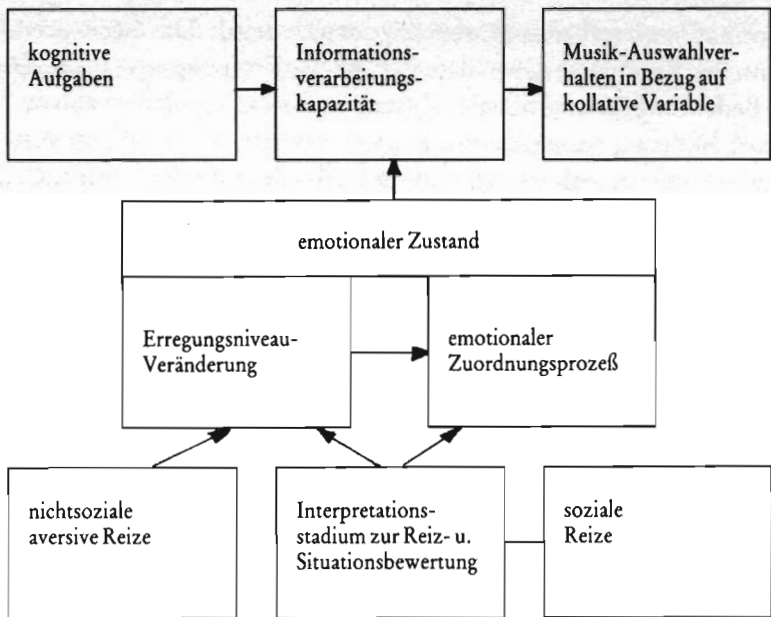 kognitive
Aufgaben
Informations-
verarbeitungs-
kapazität
Musik-Auswahlver-
halten in Bezug auf
kollative Variable
emotionaler Zustand
Erregungsniveau-
Veränderung
emotionaler
Zuordnungsprozeß
nichtsoziale
aversive Reize
Interpretations-
stadium zur Reiz- u.
Situationsbewertung
soziale
Reize